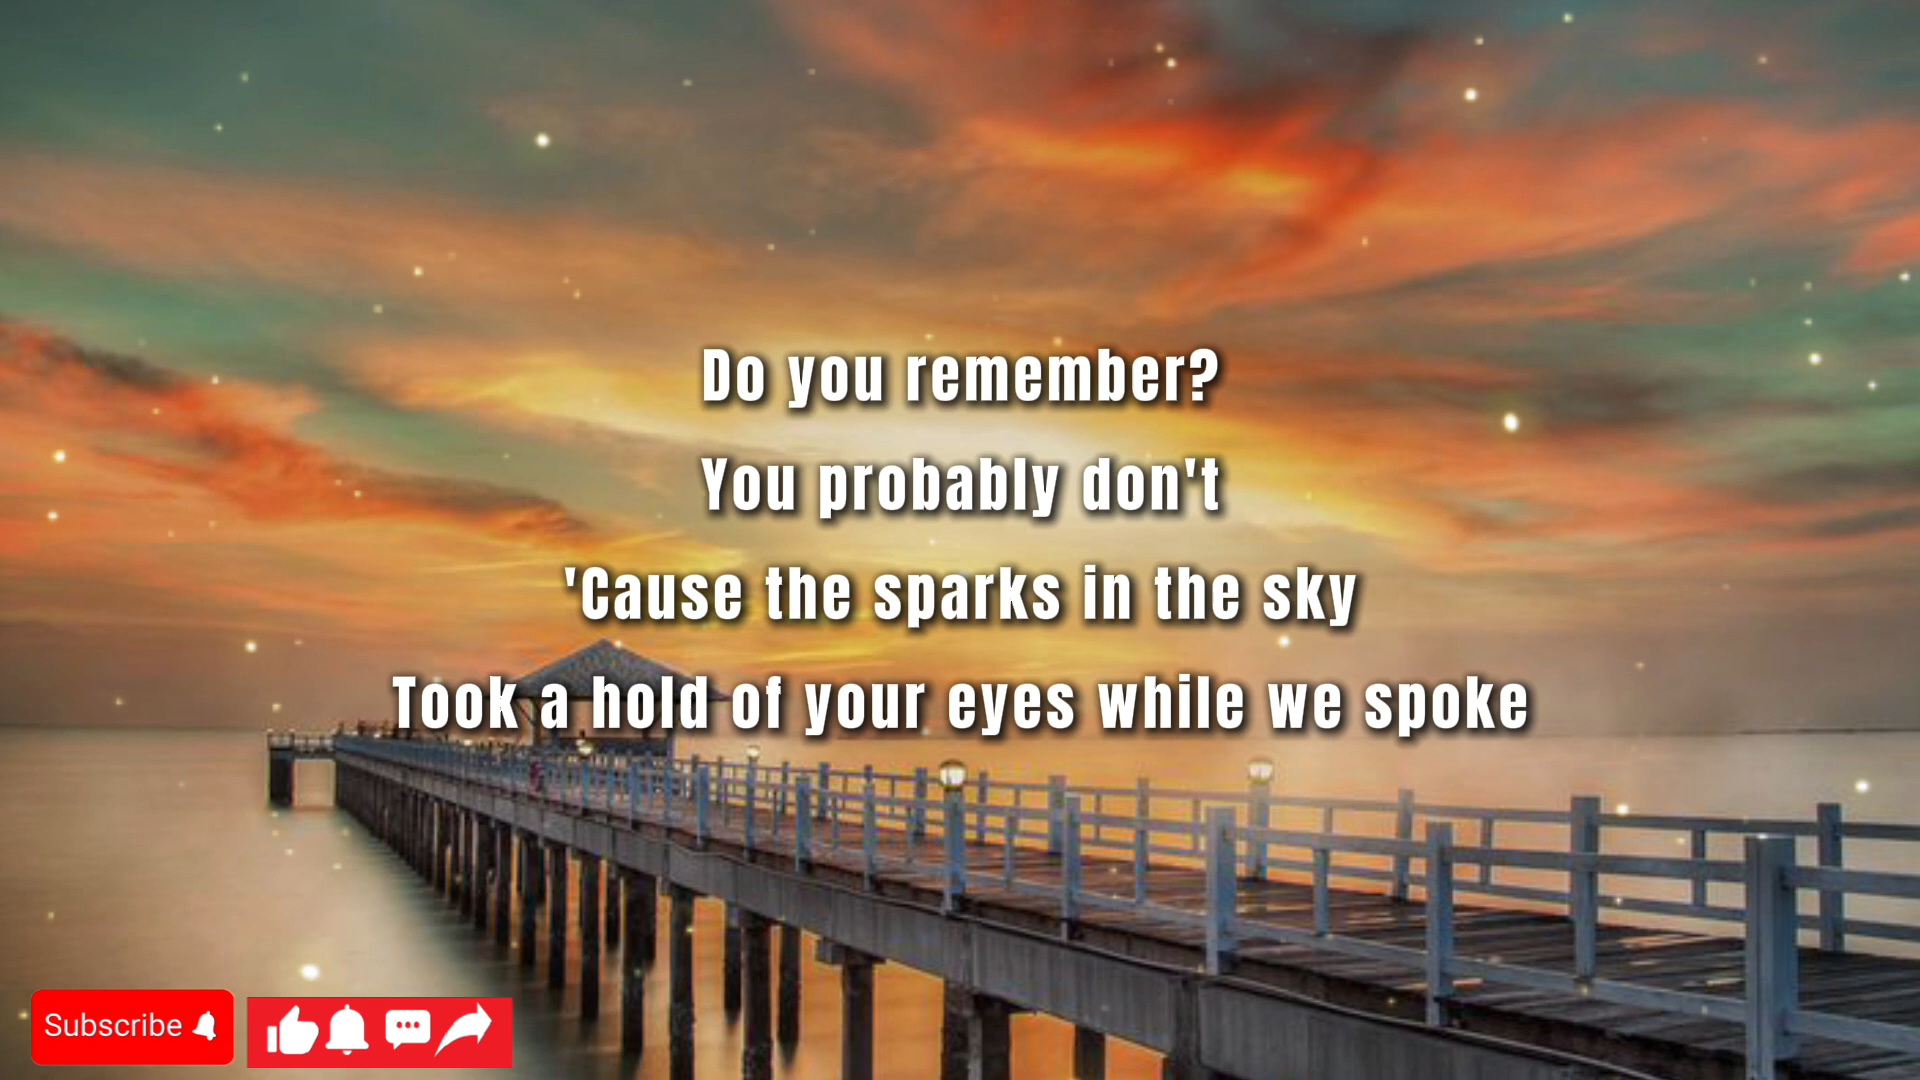 Do you remember?
You probably don't
'Cause the sparks in the sky
Took a hold of your eyes while we spoke
Subscribe